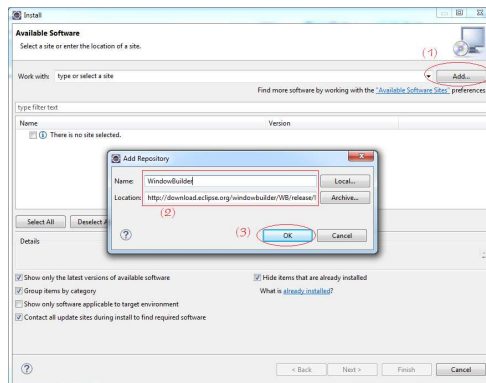 Install
Available Software
Select a site or enter the location of a site.
(1)
Work with: type or select a site Add...
Find more software by working with the "Available Software Sites" preferences
type filter text
Name Version
There is no site selected.
Add Repository
Name: WindowBuilder Local...
Location: http://download.eclipse.org/windowbuilder/WB/release/ Archive...
(2)
(3) OK Cancel
Select All Deselect
Details
Show only the latest versions of available software
Hide items that are already installed
Group items by category
What is already installed?
Show only software applicable to target environment
Contact all update sites during install to find required software
< Back Next > Finish Cancel